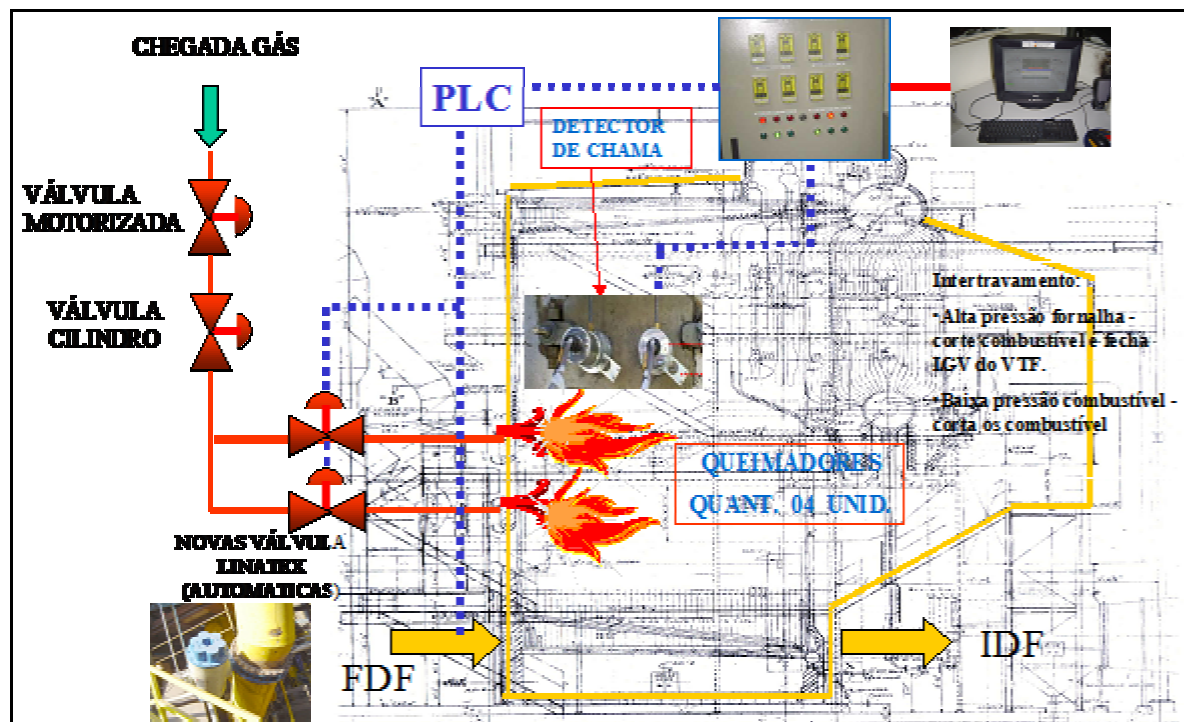 CHEGADA GÁS
PLC
DETECTOR
DE CHAMA
"A"
VÁLVULA
MOTORIZADA
VÁLVULA
CILINDRO
Intertravamento:
•Alta pressão fornalha -
corte combustível e fecha
IGV do VTF.
•Baixa pressão combustível -
corta os combustível
"B"
QUEIMADORES
QUANT. 04 UNID.
NOVAS VÁLVULA
LINATEX
(AUTOMATICAS)
FDF
IDF